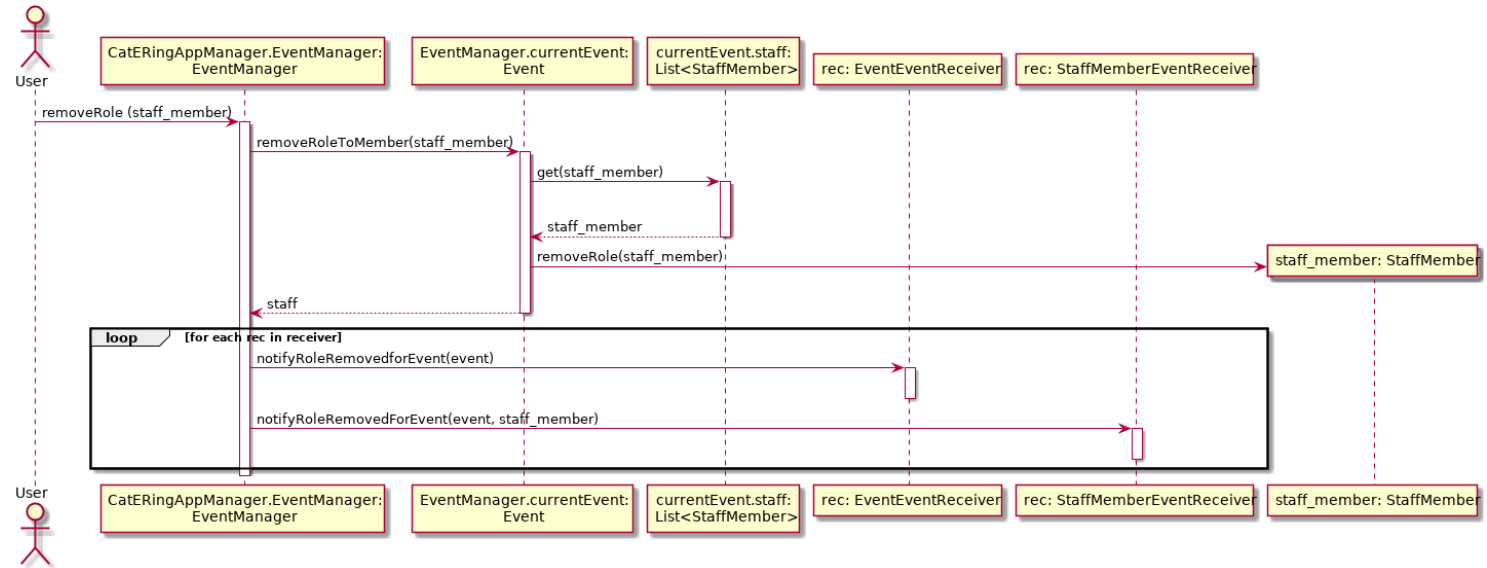 User
CatERingAppManager.EventManager:
EventManager
EventManager.currentEvent:
Event
currentEvent.staff:
List<StaffMember>
rec: EventEventReceiver
rec: StaffMemberEventReceiver
removeRole (staff_member)
removeRoleToMember(staff_member)
get(staff_member)
staff_member
removeRole(staff_member)
staff_member: StaffMember
staff
loop [for each rec in receiver]
notifyRoleRemovedforEvent(event)
notifyRoleRemovedForEvent(event, staff_member)
User
CatERingAppManager.EventManager:
EventManager
EventManager.currentEvent:
Event
currentEvent.staff:
List<StaffMember>
rec: EventEventReceiver
rec: StaffMemberEventReceiver
staff_member: StaffMember